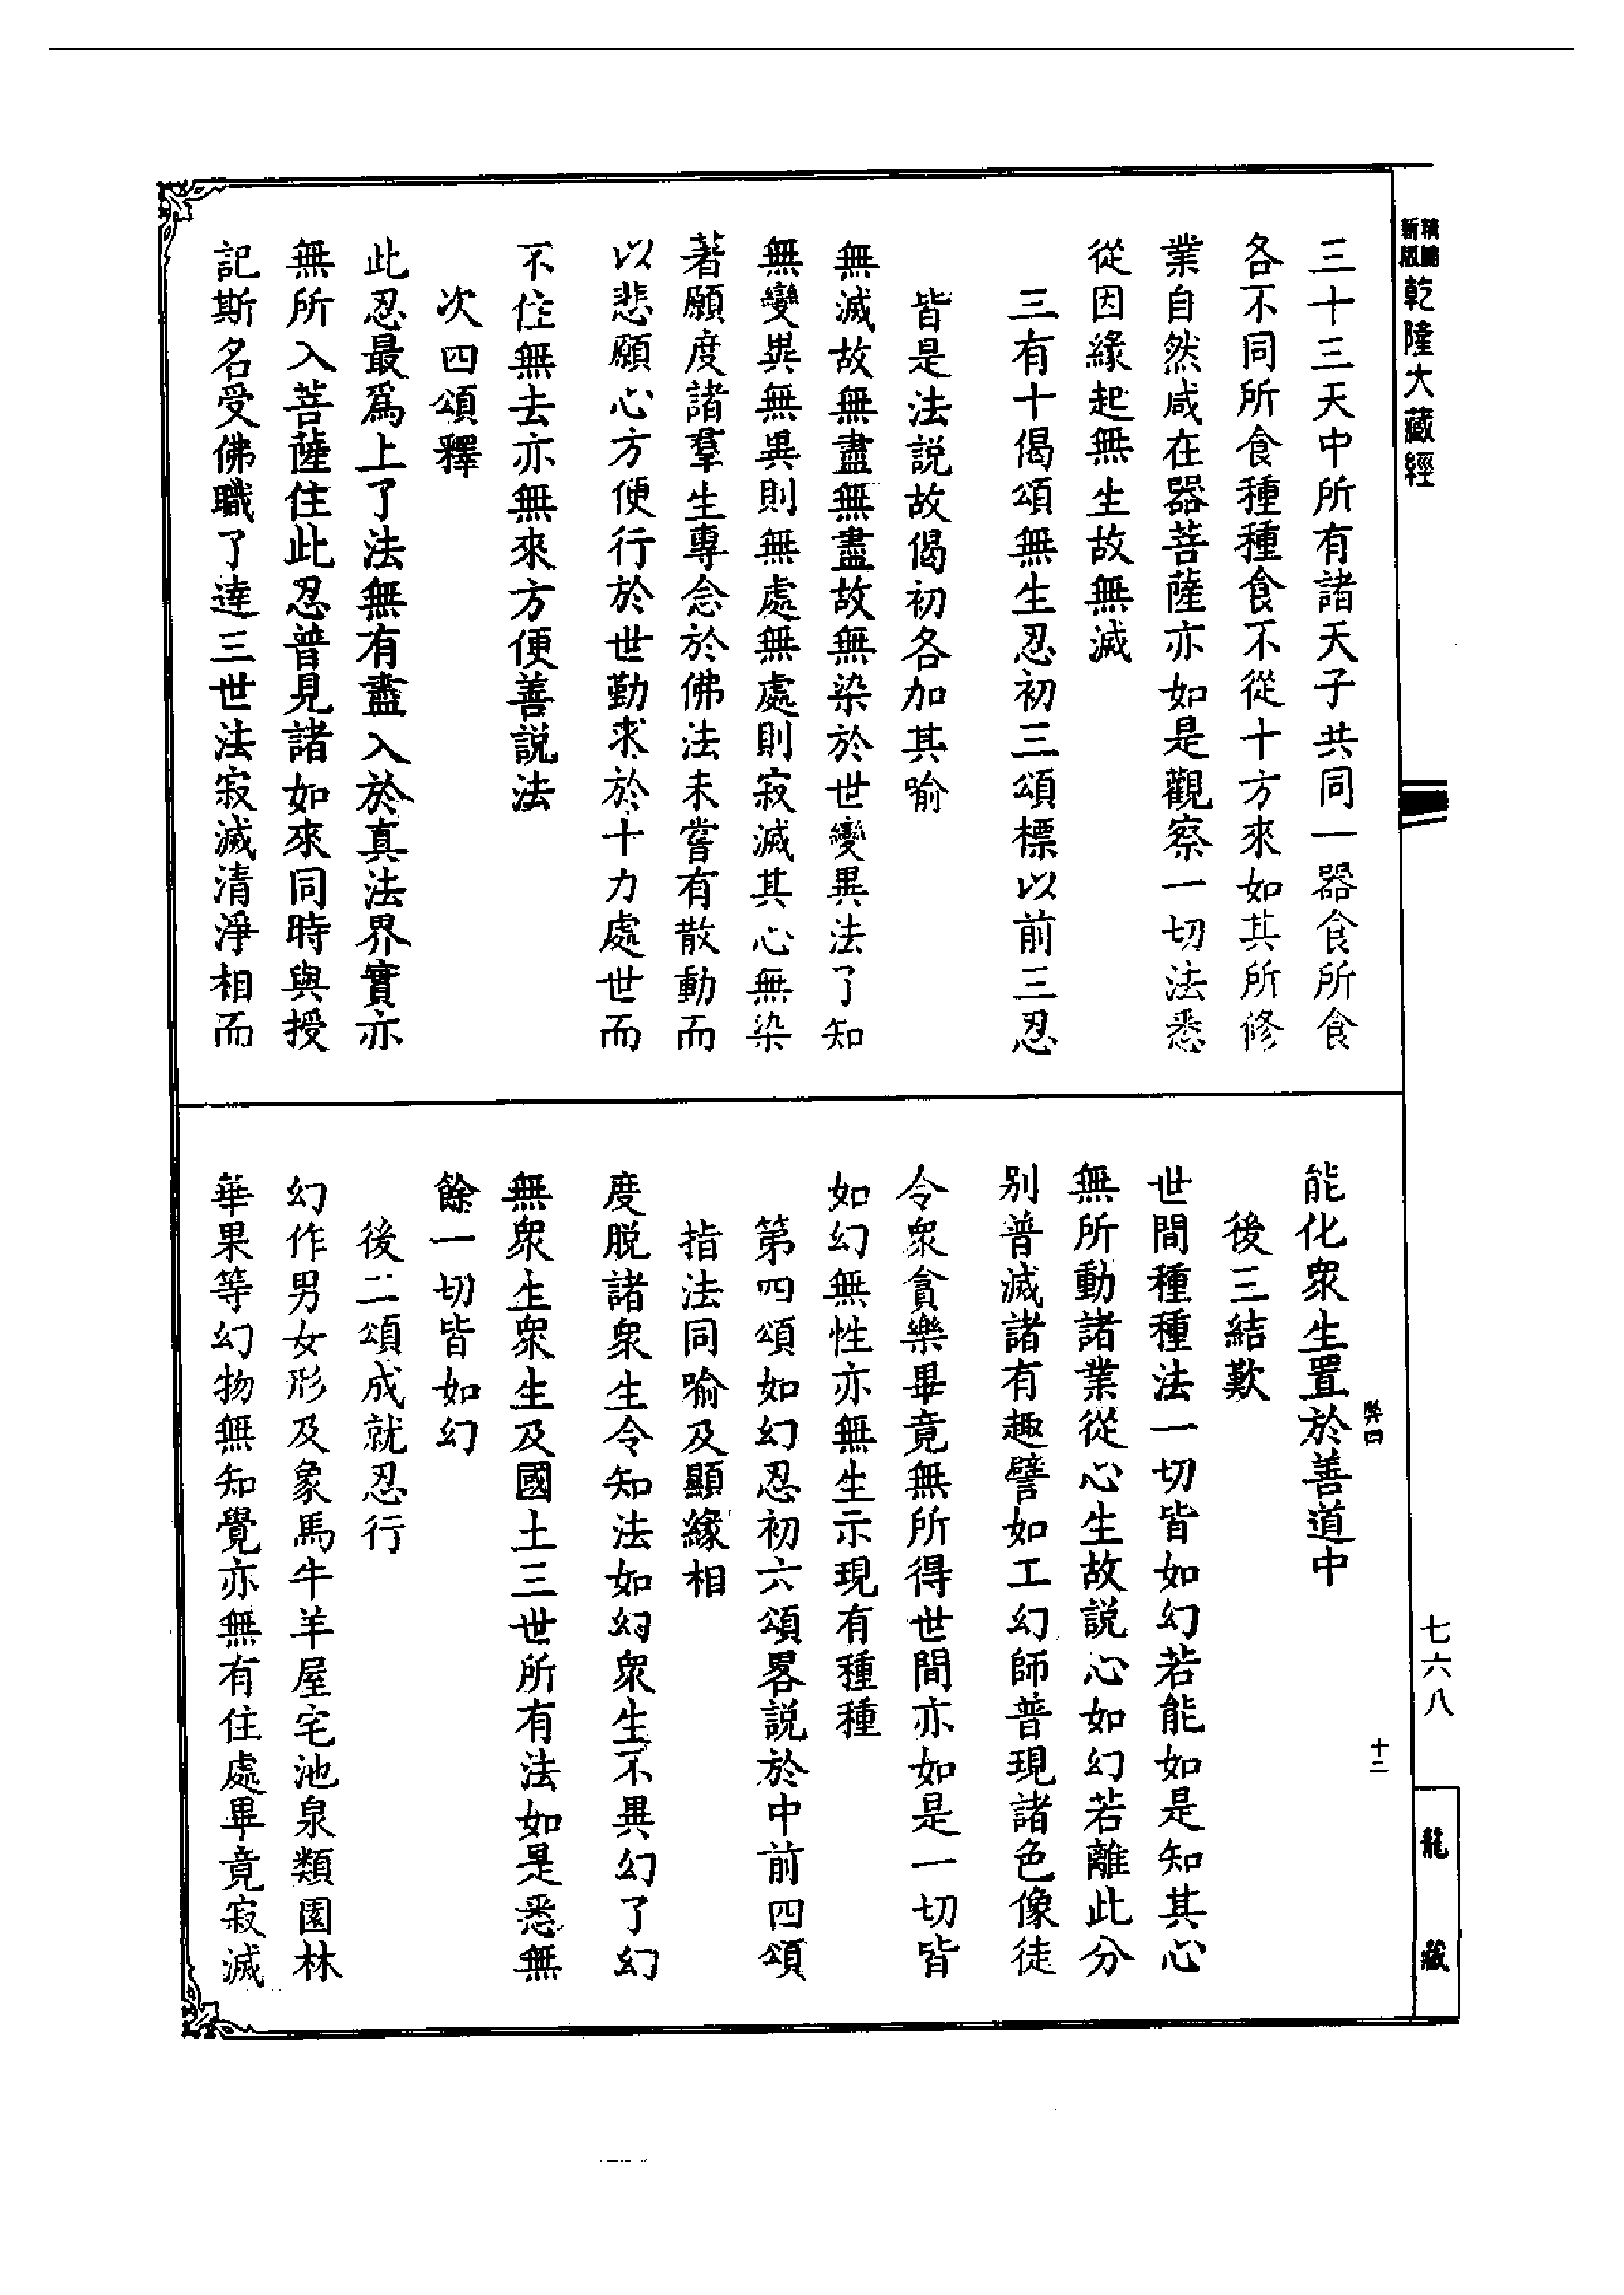 乾隆大藏經
三十三天中所有諸天子共同一器食所食
各不同所食種種食不從十方來如其所修
業自然咸在器菩薩亦如是觀察一切法悉
從因緣起無生故無滅
三有十偈頌無生忍初三頌標以前三忍
皆是法說故偈初各加其喻
無滅故無盡無盡故無染於世變異法了知
無變異無異則無處無處則寂滅其心無染
著願度諸羣生專念於佛法未嘗有散動而
以悲願心方便行於世勤求於十力處世而
不住無去亦無來方便善說法
次四頌釋
此忍最爲上了法無有盡入於真法界實亦
無所入菩薩住此忍普見諸如來同時與授
記斯名受佛職了達三世法寂滅清淨相而
能化衆生置於善道中
後三結歎
世間種種法一切皆如幻若能如是知其心
無所動諸業從心生故說心如幻若離此分
别普滅諸有趣譬如工幻師普現諸色像徒
令衆貪樂畢竟無所得世間亦如是一切皆
如幻無性亦無生示現有種種
第四頌如幻忍初六頌畧說於中前四頌
指法同喻及顯緣相
度脫諸衆生令知法如幻衆生不異幻了幻
無衆生衆生及國土三世所有法如是悉無
餘一切皆如幻
後二頌成就忍行
幻作男女形及象馬牛羊屋宅池泉類園林
華果等幻物無知覺亦無有住處畢竟寂滅
七六八
十二
龍藏